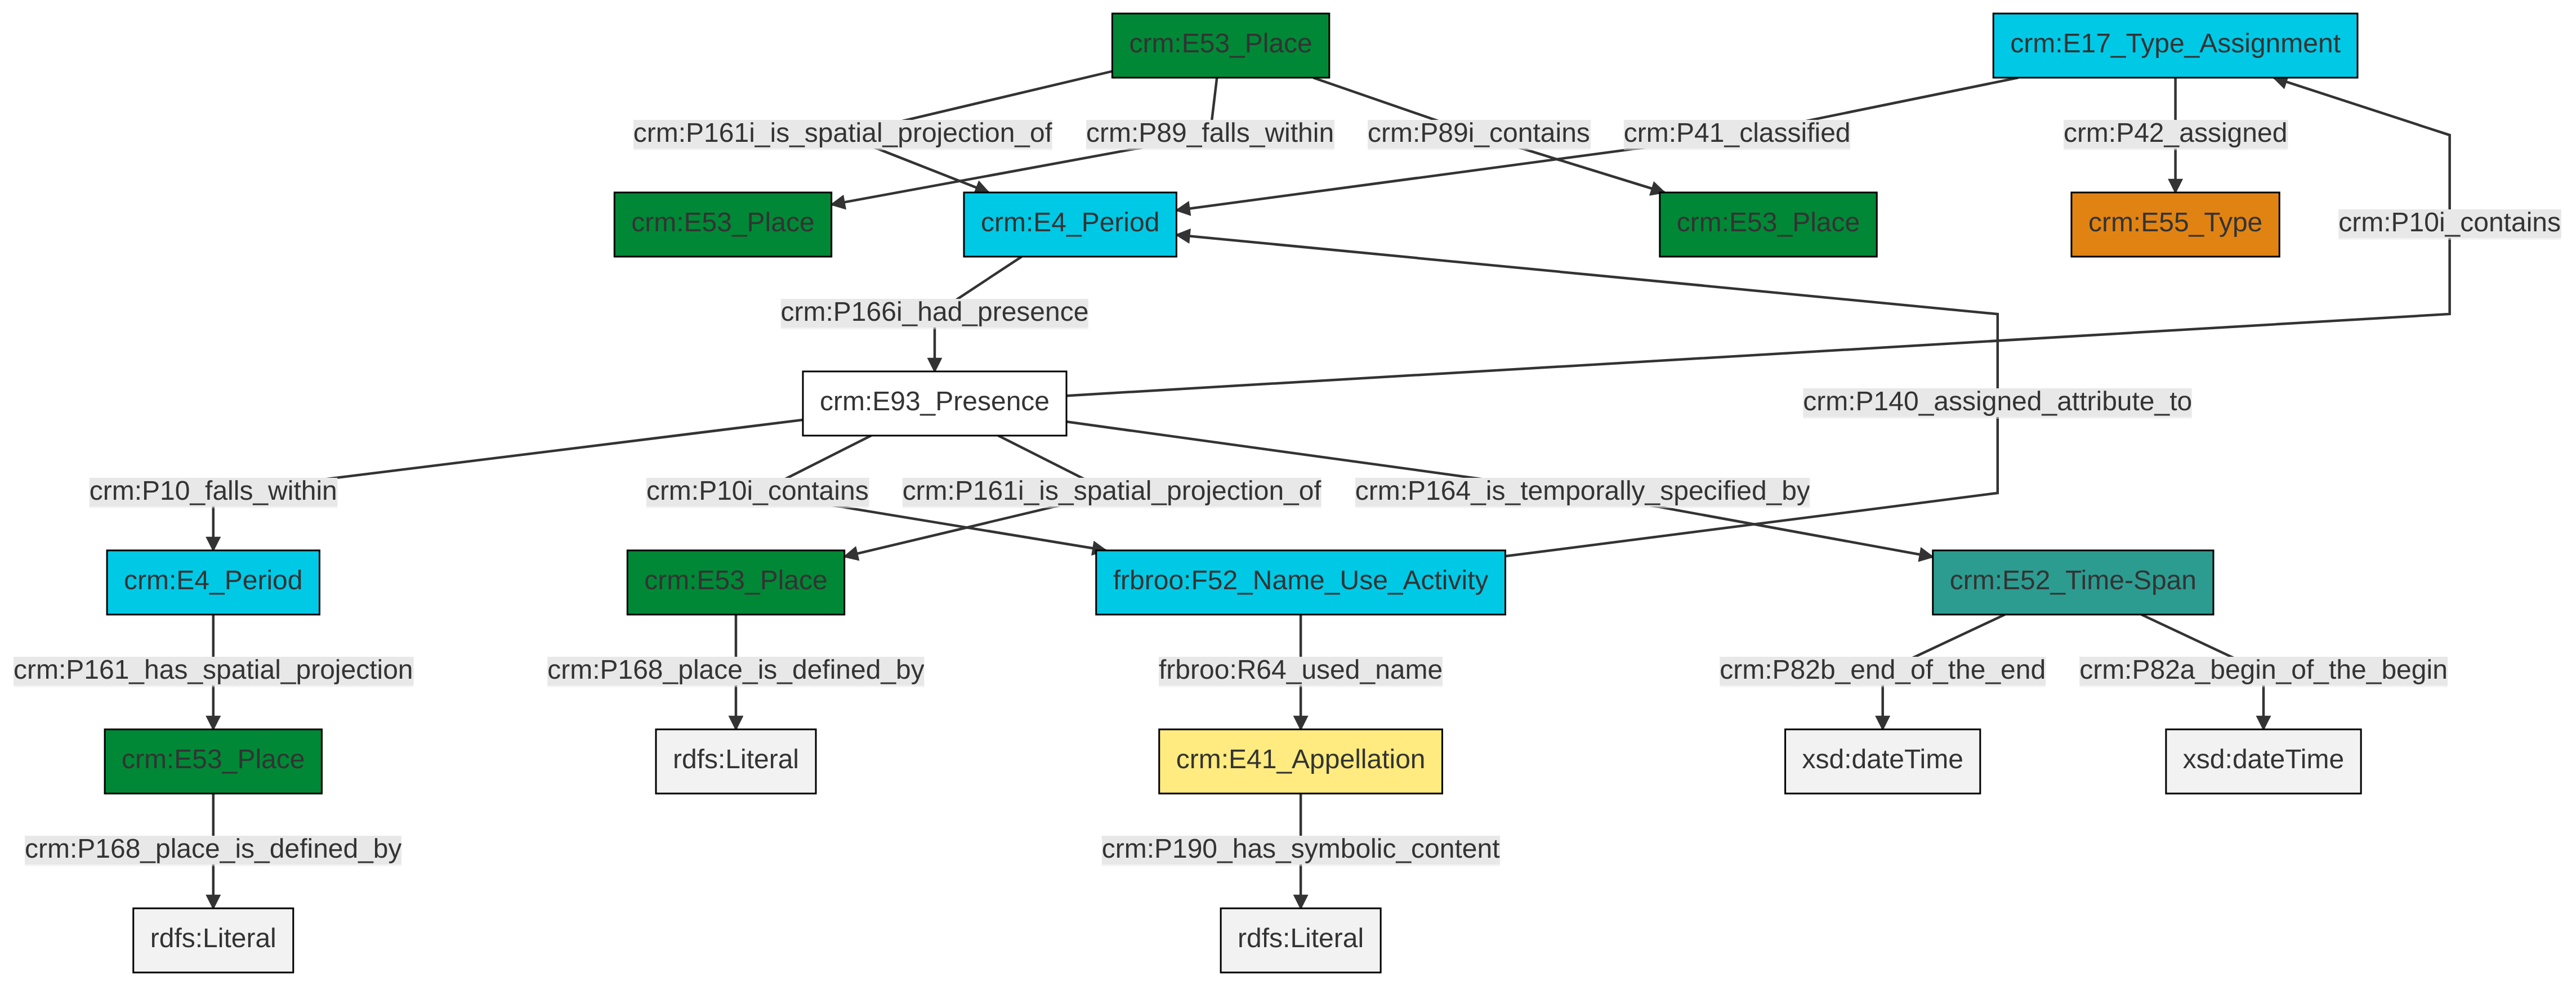 crm:E53_Place
crm:E17_Type_Assignment
crm:P161i_is_spatial_projection_of
crm:P89_falls_within
crm:P89i_contains
crm:P41_classified
crm:P42_assigned
crm:E53_Place
crm:E4_Period
crm:E53_Place
crm:E55_Type
crm:P10i_contains
crm:P166i_had_presence
crm:E93_Presence
crm:P140_assigned_attribute_to
crm:P10_falls_within
crm:P10i_contains
crm:P161i_is_spatial_projection_of
crm:P164_is_temporally_specified_by
crm:E4_Period
crm:E53_Place
frbroo:F52_Name_Use_Activity
crm:E52_Time-Span
crm:P161_has_spatial_projection
crm:P168_place_is_defined_by
frbroo:R64_used_name
crm:P82b_end_of_the_end
crm:P82a_begin_of_the_begin
crm:E53_Place
rdfs:Literal
crm:E41_Appellation
xsd:dateTime
xsd:dateTime
crm:P168_place_is_defined_by
crm:P190_has_symbolic_content
rdfs:Literal
rdfs:Literal